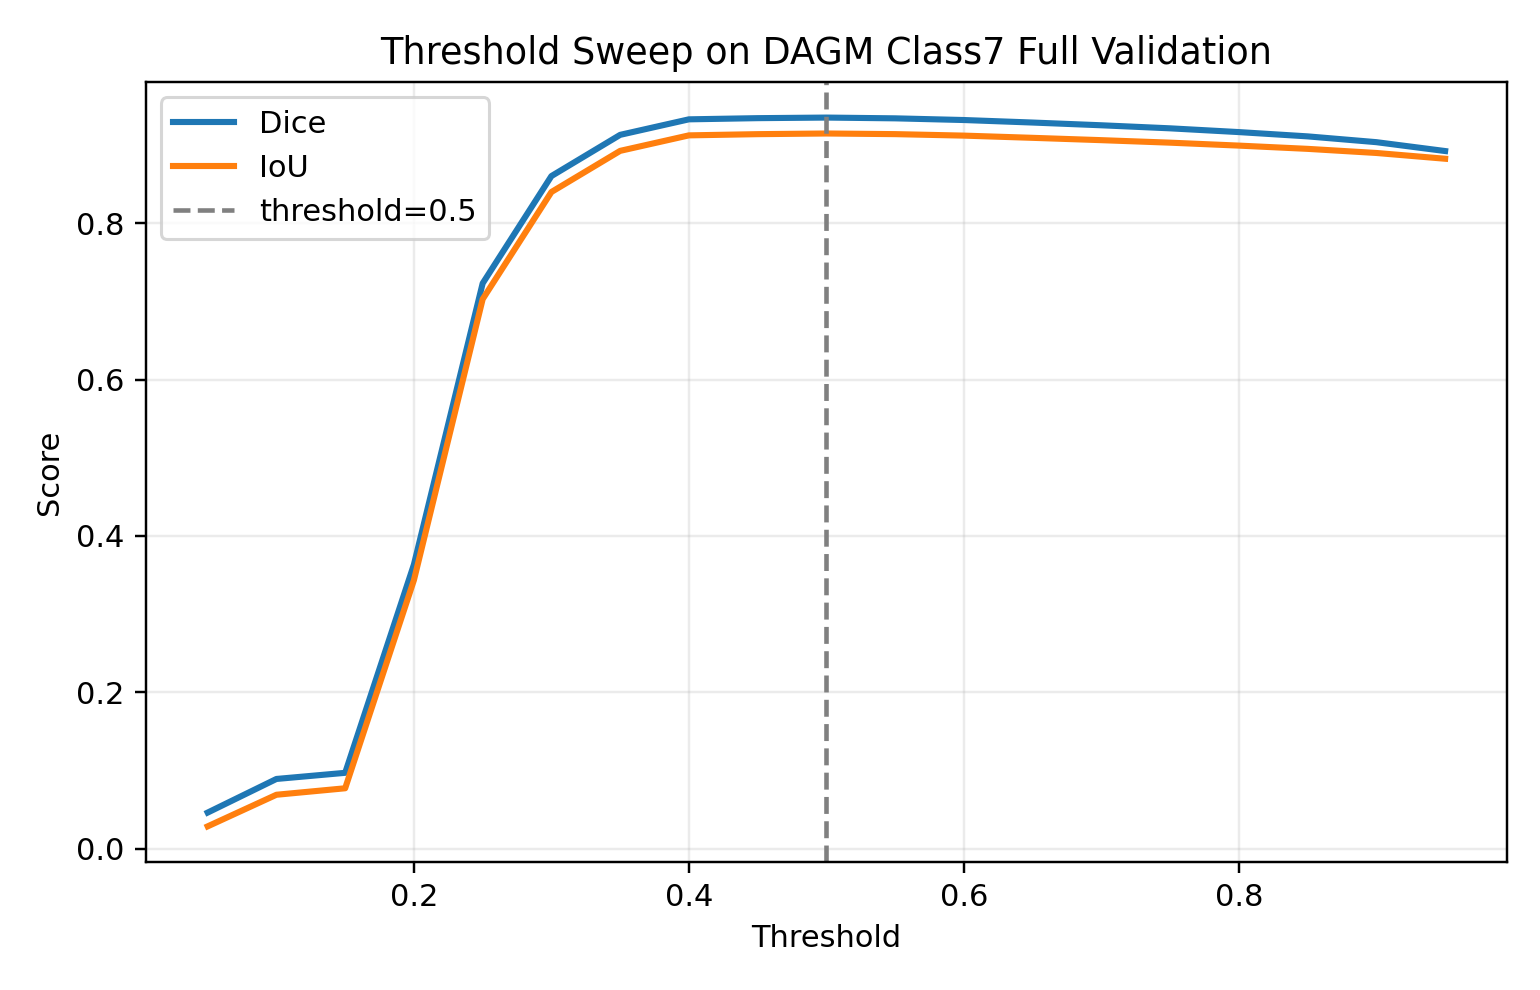 Threshold Sweep on DAGM Class7 Full Validation
Dice
IoU
threshold=0.5
0.8
0.6
0.4
0.2
0.0
Score
0.2
0.4
0.6
0.8
Threshold